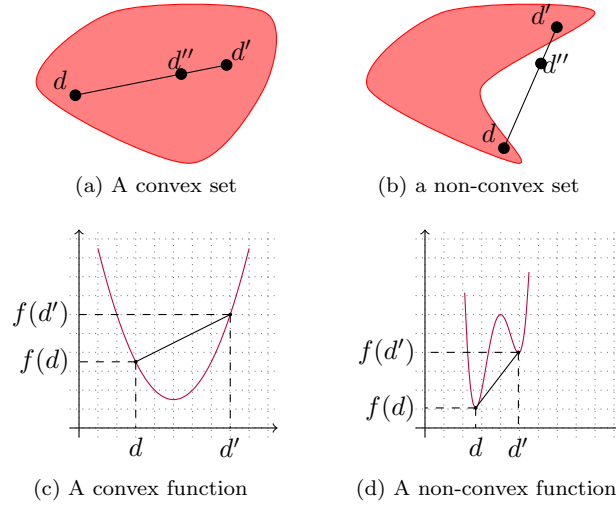 d d'' d'
(a) A convex set
d' d'' d
(b) a non-convex set
f(d')
f(d)
d d'
(c) A convex function
f(d')
f(d)
d d'
(d) A non-convex function